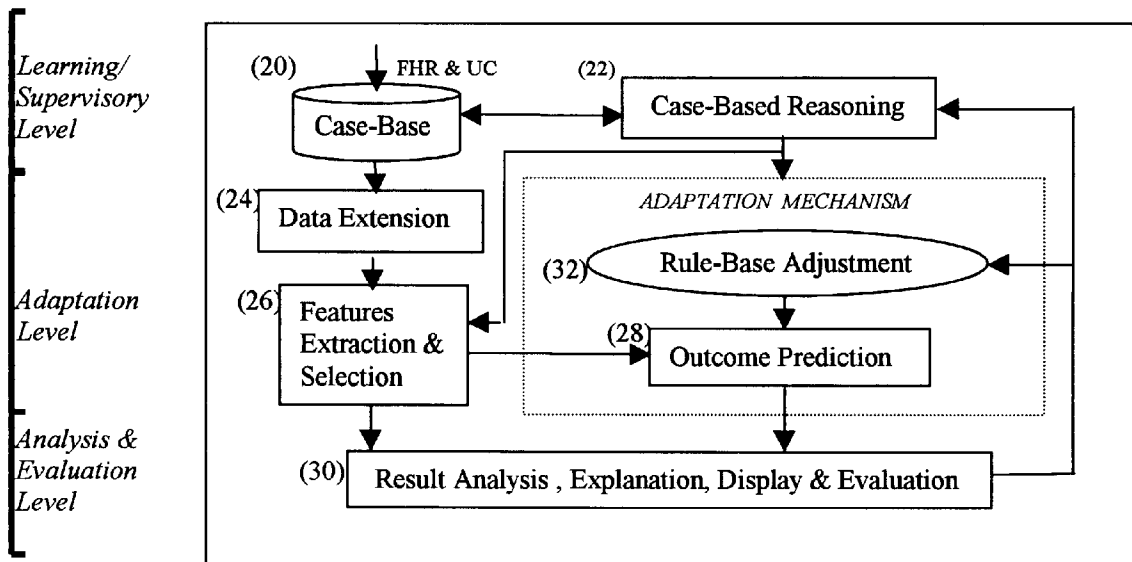 Learning/
Supervisory
Level
(20)
FHR & UC
(22)
Case-Base
Case-Based Reasoning
(24)
Data Extension
ADAPTATION MECHANISM
(32)
Rule-Base Adjustment
Adaptation
Level
(26)
Features
Extraction &
Selection
(28)
Outcome Prediction
Analysis &
Evaluation
Level
(30)
Result Analysis , Explanation, Display & Evaluation